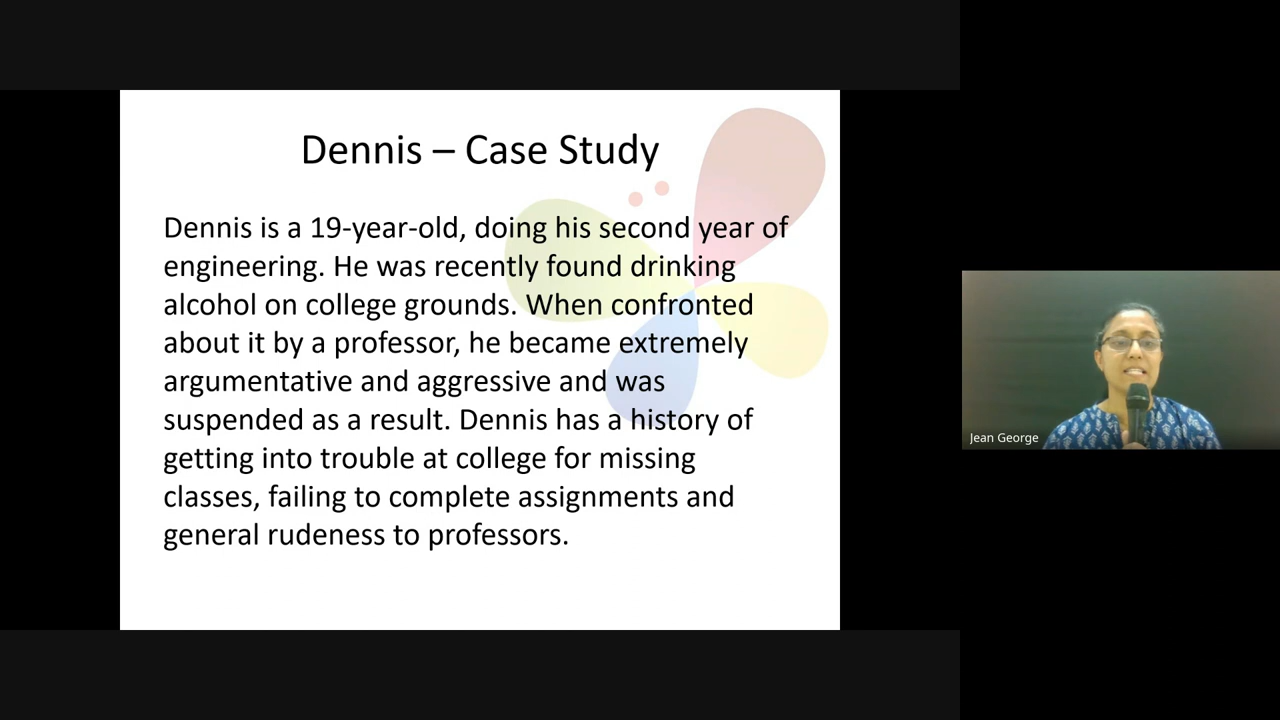 Dennis – Case Study
Dennis is a 19-year-old, doing his second year of
engineering. He was recently found drinking
alcohol on college grounds. When confronted
about it by a professor, he became extremely
argumentative and aggressive and was
suspended as a result. Dennis has a history of
getting into trouble at college for missing
classes, failing to complete assignments and
general rudeness to professors.
Jean George